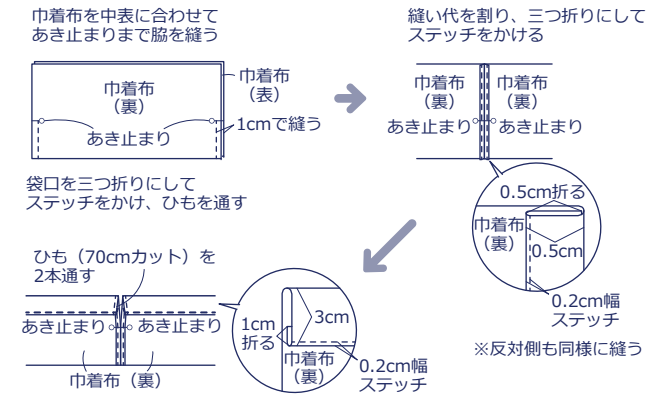 巾着布を中表に合わせて
あき止まりまで脇を縫う
巾着布
（裏）
巾着布
（表）
あき止まり
1cmで縫う
縫い代を割り、三つ折りにして
ステッチをかける
巾着布
（裏）
巾着布
（裏）
あき止まり
あき止まり
0.5cm折る
巾着布
（裏）
0.5cm
0.2cm幅
ステッチ
※反対側も同様に縫う
袋口を三つ折りにして
ステッチをかけ、ひもを通す
ひも（70cmカット）を
2本通す
あき止まり
あき止まり
巾着布（裏）
1cm
折る
3cm
巾着布
（裏）
0.2cm幅
ステッチ